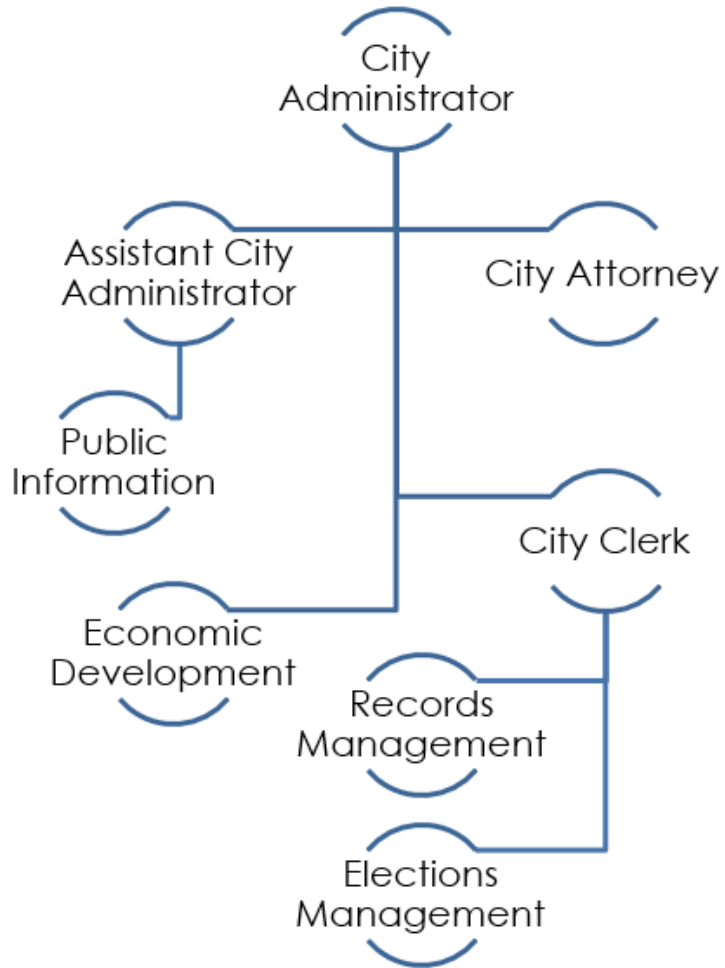 City
Administrator
Assistant City
Administrator
City Attorney
Public
Information
City Clerk
Economic
Development
Records
Management
Elections
Management